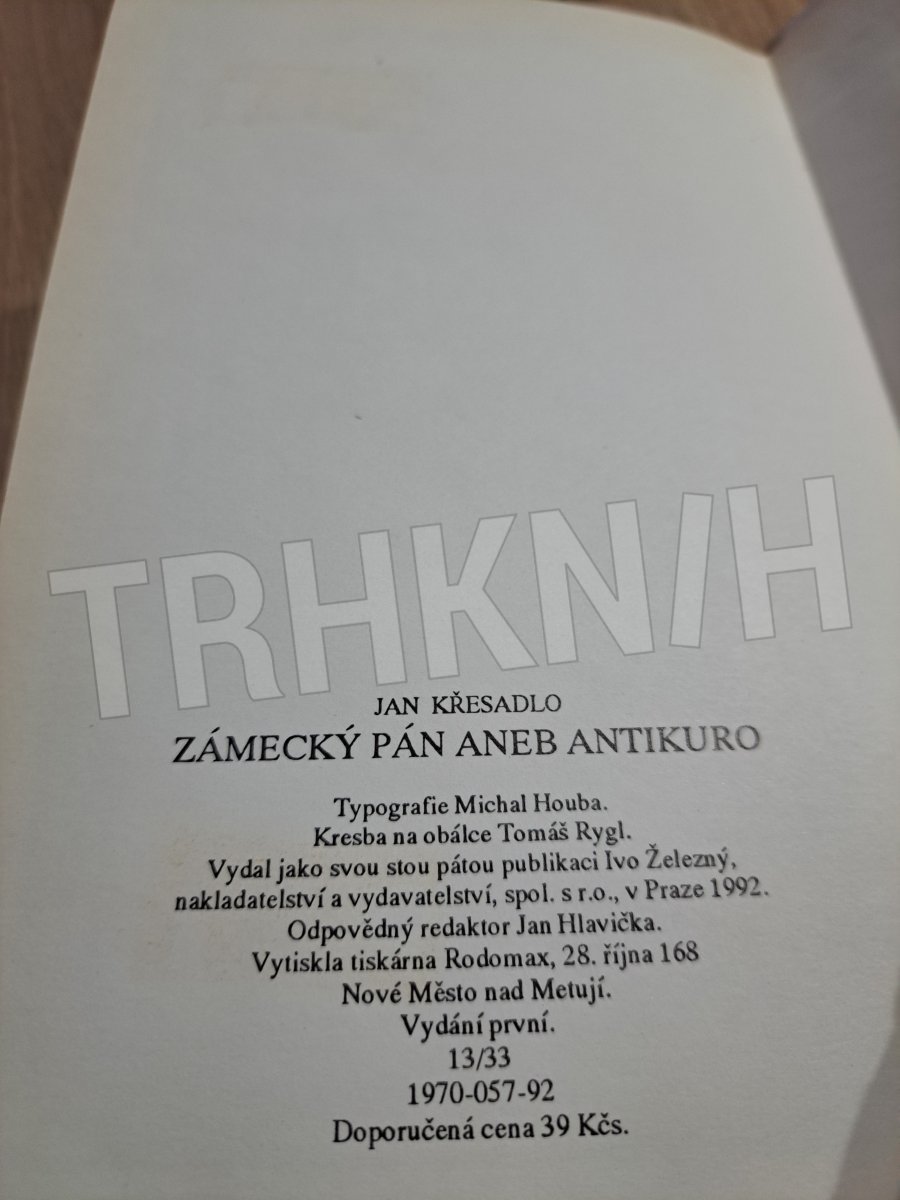 TRHKNIH
JAN KŘESADLO
ZÁMECKÝ PÁN ANEB ANTIKURO
Typografie Michal Houba.
Kresba na obálce Tomáš Rygl.
Vydal jako svou stou pátou publikaci Ivo Železný,
nakladatelství a vydavatelství, spol. s r.o., v Praze 1992.
Odpovědný redaktor Jan Hlavička.
Vytiskla tiskárna Rodomax, 28. října 168
Nové Město nad Metují.
Vydání první.
13/33
1970-057-92
Doporučená cena 39 Kčs.